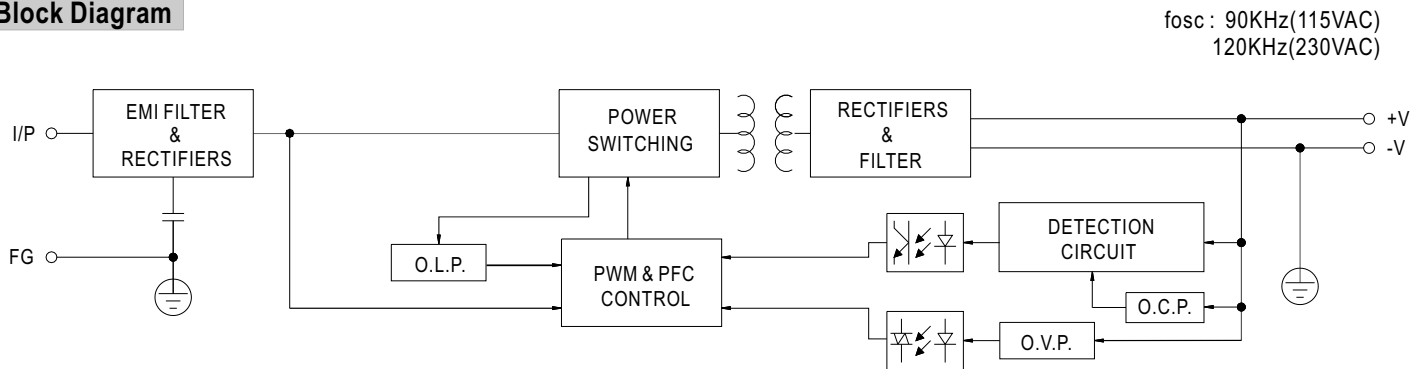 Block Diagram
fosc : 90KHz(115VAC)
120KHz(230VAC)
I/P
EMI FILTER
&
RECTIFIERS
POWER
SWITCHING
RECTIFIERS
&
FILTER
+V
-V
FG
O.L.P.
PWM & PFC
CONTROL
DETECTION
CIRCUIT
O.C.P.
O.V.P.